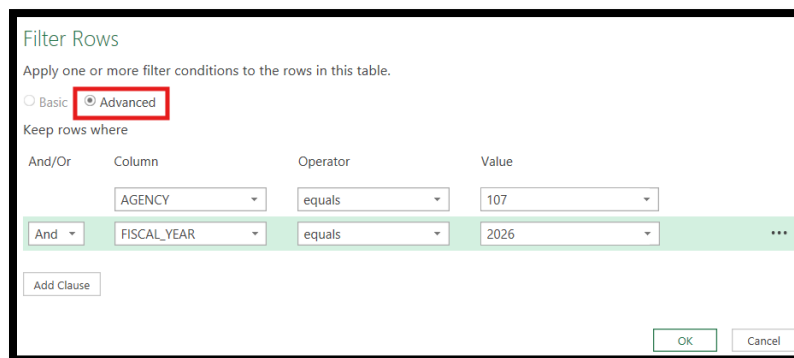 Filter Rows
Apply one or more filter conditions to the rows in this table.
Basic Advanced
Keep rows where
And/Or Column Operator Value
AGENCY equals 107
And FISCAL_YEAR equals 2026 ...
Add Clause
OK Cancel